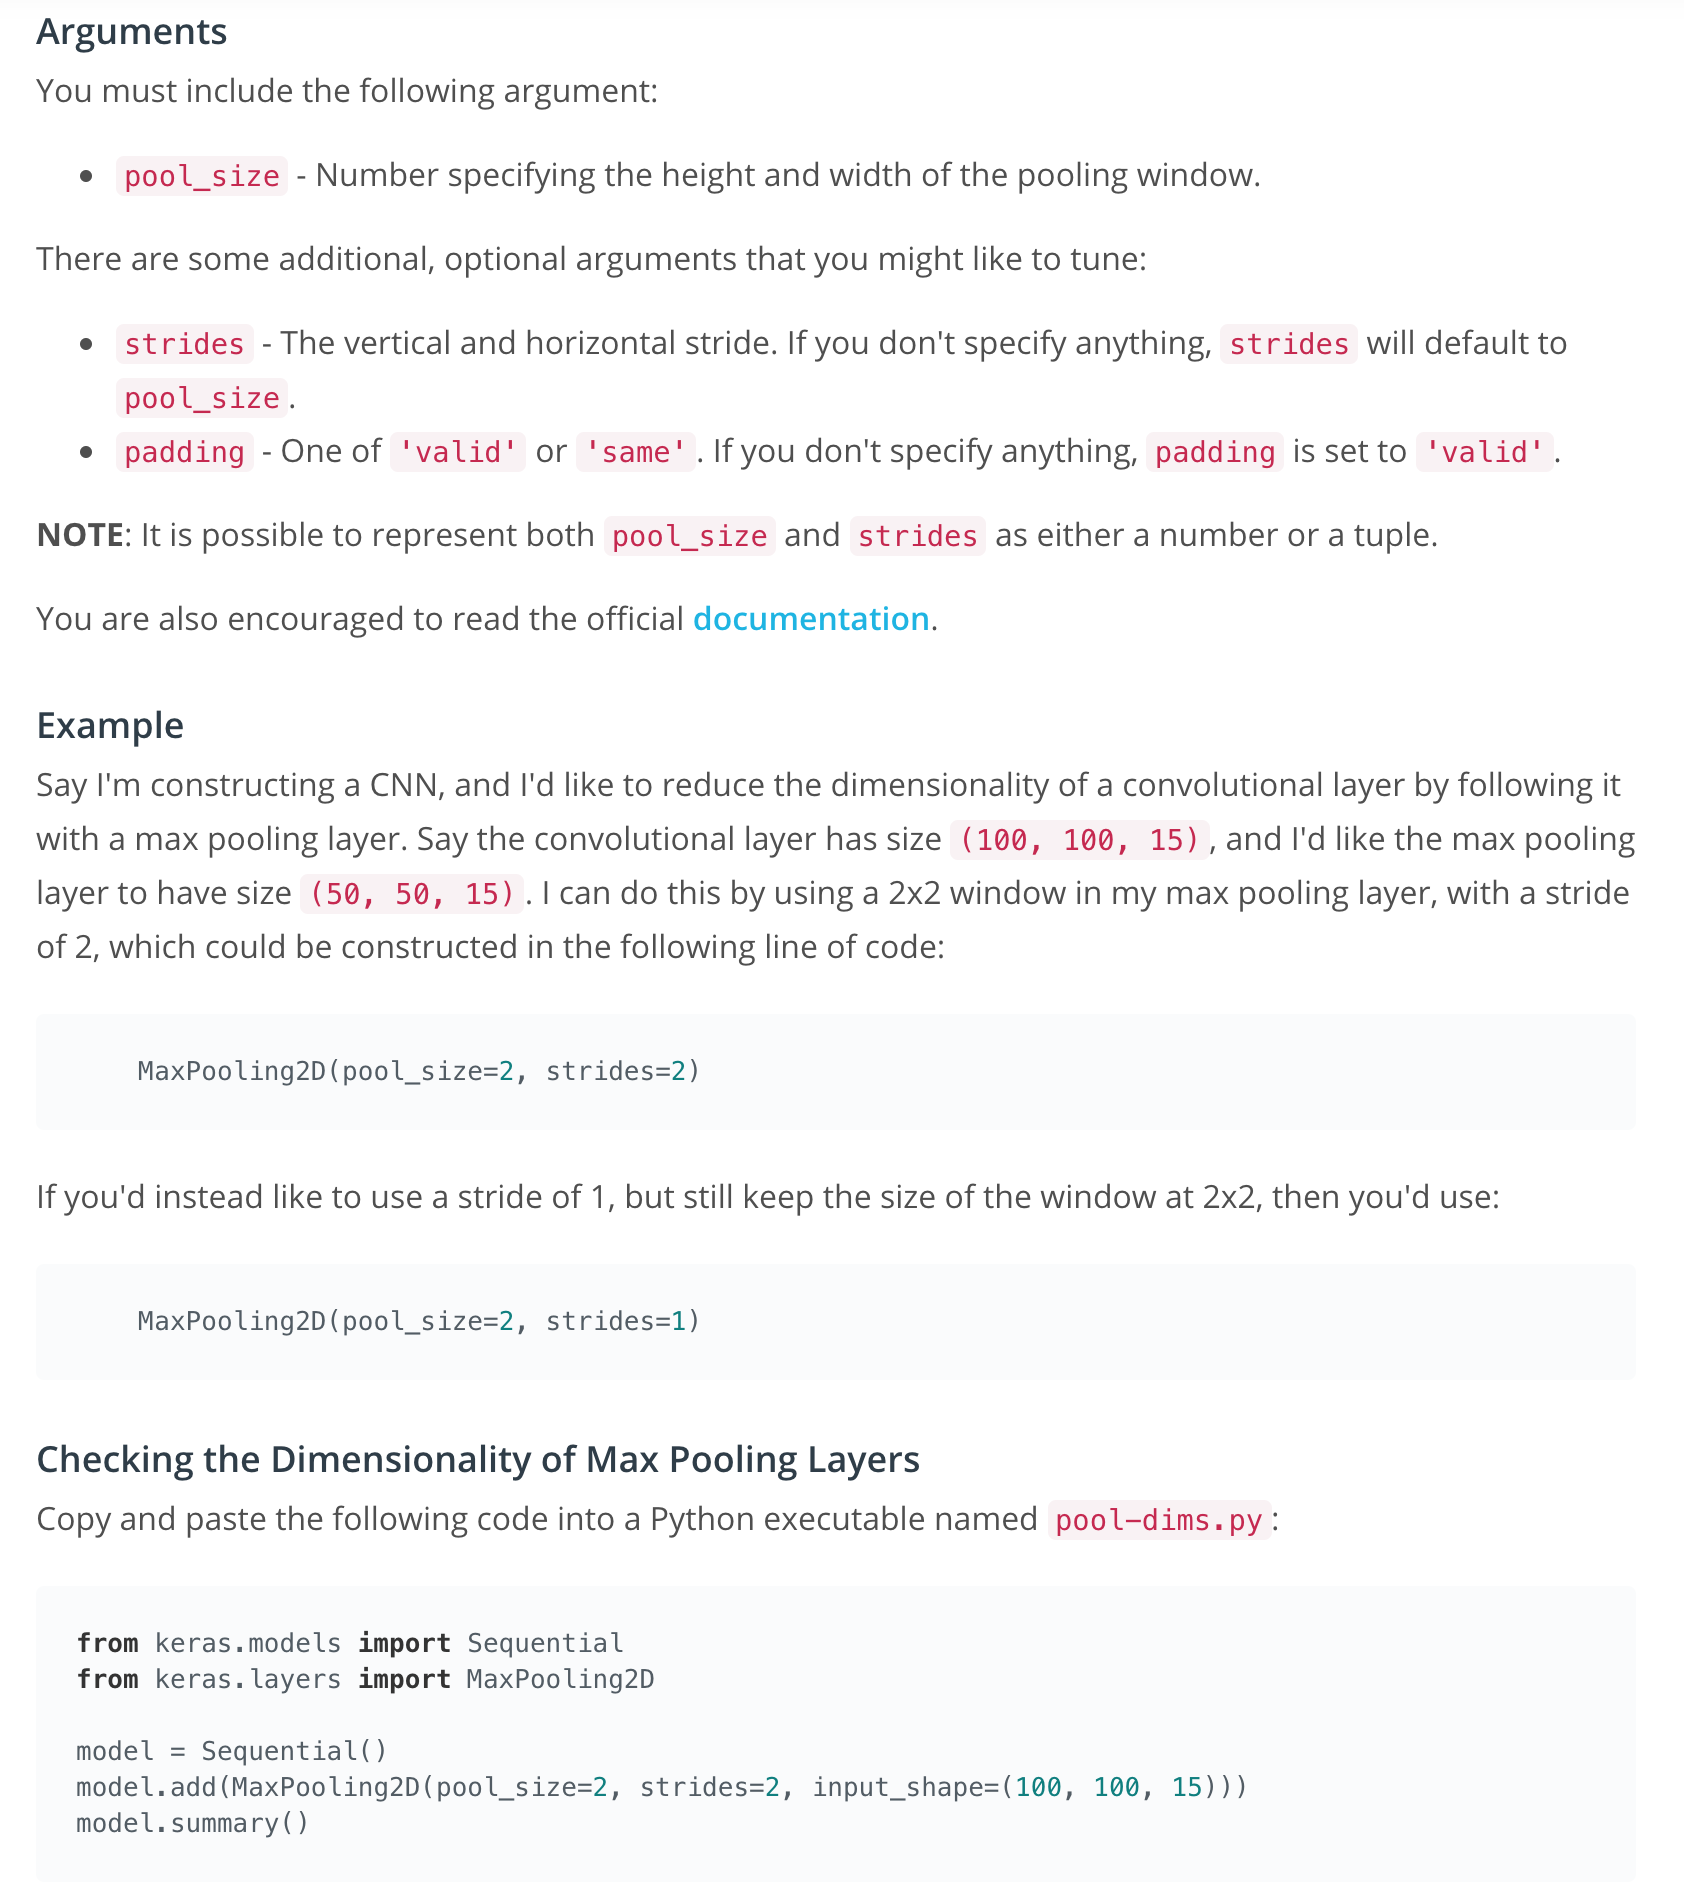 Arguments
You must include the following argument:
• pool_size - Number specifying the height and width of the pooling window.
There are some additional, optional arguments that you might like to tune:
• strides - The vertical and horizontal stride. If you don't specify anything, strides will default to
pool_size.
• padding - One of 'valid' or 'same'. If you don't specify anything, padding is set to 'valid'.
NOTE: It is possible to represent both pool_size and strides as either a number or a tuple.
You are also encouraged to read the official documentation.
Example
Say I'm constructing a CNN, and I'd like to reduce the dimensionality of a convolutional layer by following it
with a max pooling layer. Say the convolutional layer has size (100, 100, 15), and I'd like the max pooling
layer to have size (50, 50, 15). I can do this by using a 2x2 window in my max pooling layer, with a stride
of 2, which could be constructed in the following line of code:
MaxPooling2D(pool_size=2, strides=2)
If you'd instead like to use a stride of 1, but still keep the size of the window at 2x2, then you'd use:
MaxPooling2D(pool_size=2, strides=1)
Checking the Dimensionality of Max Pooling Layers
Copy and paste the following code into a Python executable named pool-dims.py:
from keras.models import Sequential
from keras.layers import MaxPooling2D
model = Sequential()
model.add(MaxPooling2D(pool_size=2, strides=2, input_shape=(100, 100, 15)))
model.summary()